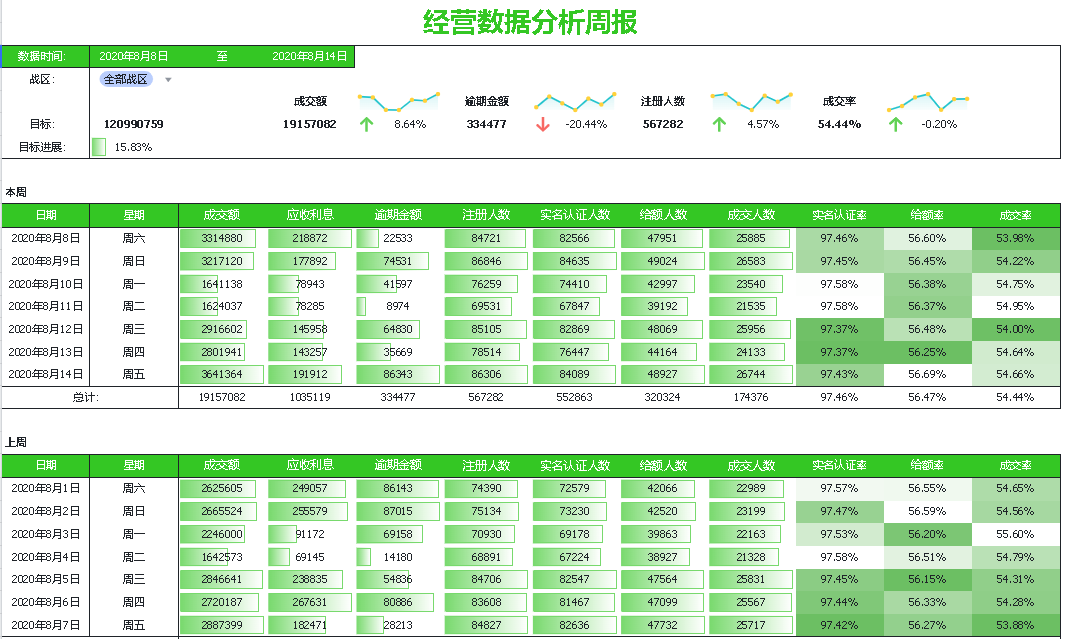 经营数据分析周报
数据时间: 2020年8月8日 至 2020年8月14日
战区: 全部战区
成交额 逾期金额 注册人数 成交率
目标: 120990759 19157082 8.64% 334477 -20.44% 567282 4.57% 54.44% -0.20%
目标进展: 15.83%
本周
日期 星期 成交额 应收利息 逾期金额 注册人数 实名认证人数 给额人数 成交人数 实名认证率 给额率 成交率
2020年8月8日 周六 3314880 218872 22533 84721 82566 47951 25885 97.46% 56.60% 53.98%
2020年8月9日 周日 3217120 177892 74531 86846 84635 49024 26583 97.45% 56.45% 54.22%
2020年8月10日 周一 1641138 78943 41597 76259 74410 42997 23540 97.58% 56.38% 54.75%
2020年8月11日 周二 1624037 78285 8974 69531 67847 39192 21535 97.58% 56.37% 54.95%
2020年8月12日 周三 2916602 145958 64830 85105 82869 48069 25956 97.37% 56.48% 54.00%
2020年8月13日 周四 2801941 143257 35669 78514 76447 44164 24133 97.37% 56.25% 54.64%
2020年8月14日 周五 3641364 191912 86343 86306 84089 48927 26744 97.43% 56.69% 54.66%
总计: 19157082 1035119 334477 567282 552863 320324 174376 97.46% 56.47% 54.44%
上周
日期 星期 成交额 应收利息 逾期金额 注册人数 实名认证人数 给额人数 成交人数 实名认证率 给额率 成交率
2020年8月1日 周六 2625605 249057 86143 74390 72579 42066 22989 97.57% 56.55% 54.65%
2020年8月2日 周日 2665524 255579 87015 75134 73230 42520 23199 97.47% 56.59% 54.56%
2020年8月3日 周一 2246000 91172 69158 70930 69178 39863 22163 97.53% 56.20% 55.60%
2020年8月4日 周二 1642573 69145 14180 68891 67224 38927 21328 97.58% 56.51% 54.79%
2020年8月5日 周三 2846641 238835 54836 84706 82547 47564 25831 97.45% 56.15% 54.31%
2020年8月6日 周四 2720187 267631 80886 83608 81467 47099 25567 97.44% 56.33% 54.28%
2020年8月7日 周五 2887399 182471 28213 84827 82636 47732 25717 97.42% 56.27% 53.88%